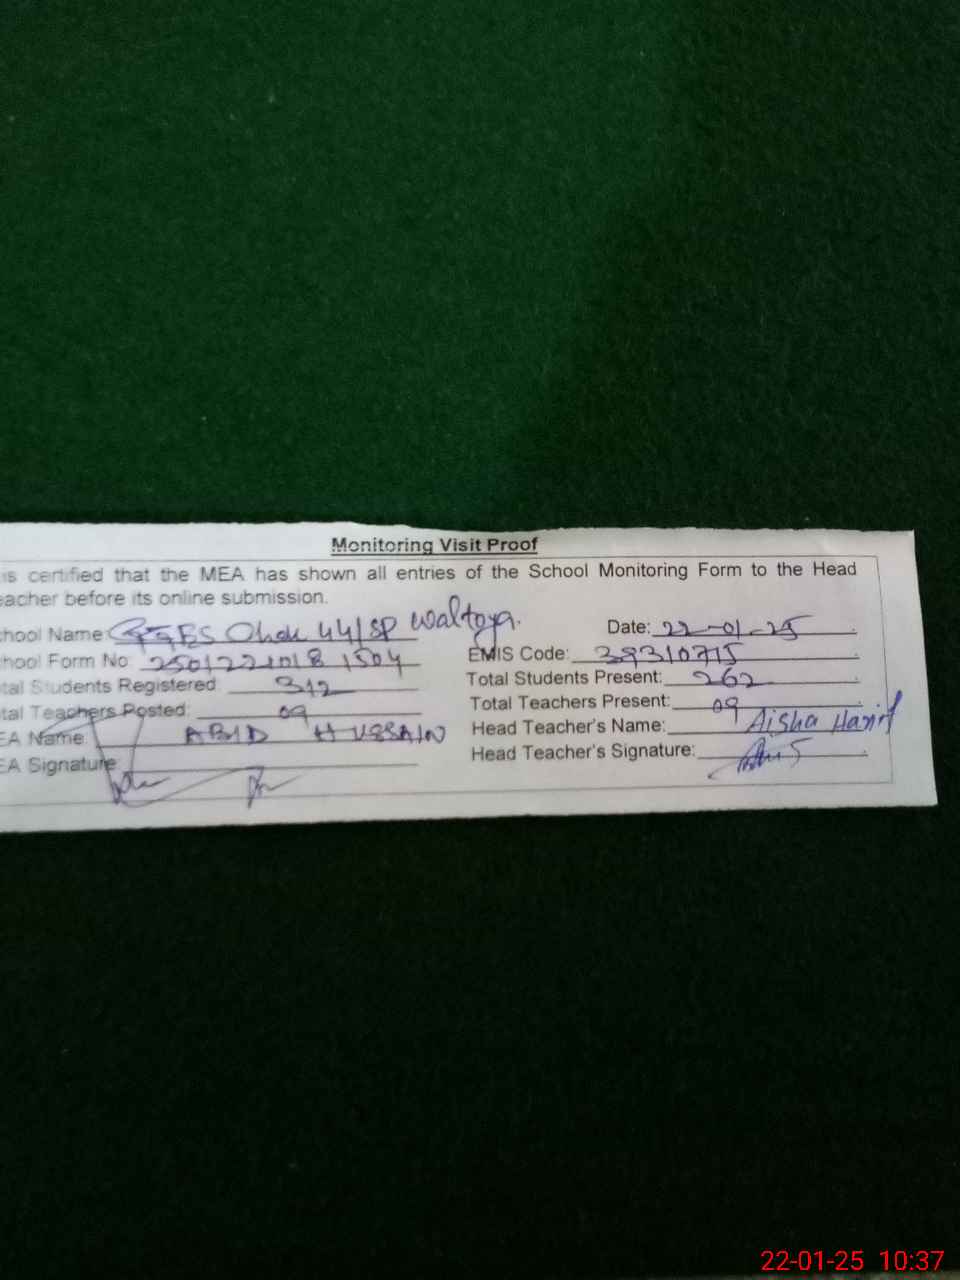 Monitoring Visit Proof
is certified that the MEA has shown all entries of the School Monitoring Form to the Head
eacher before its online submission.
chool Name: GGES Chak 44/SP Waltoya. Date: 22-01-25
hool Form No: 2501221018 1504 EMIS Code: 39310715
tal Students Registered: 312 Total Students Present: 262
tal Teachers Posted: 09 Total Teachers Present: 09
EA Name: ABID HUSSAIN Head Teacher's Name: Aisha Hanif
EA Signature: Head Teacher's Signature:
22-01-25 10:37